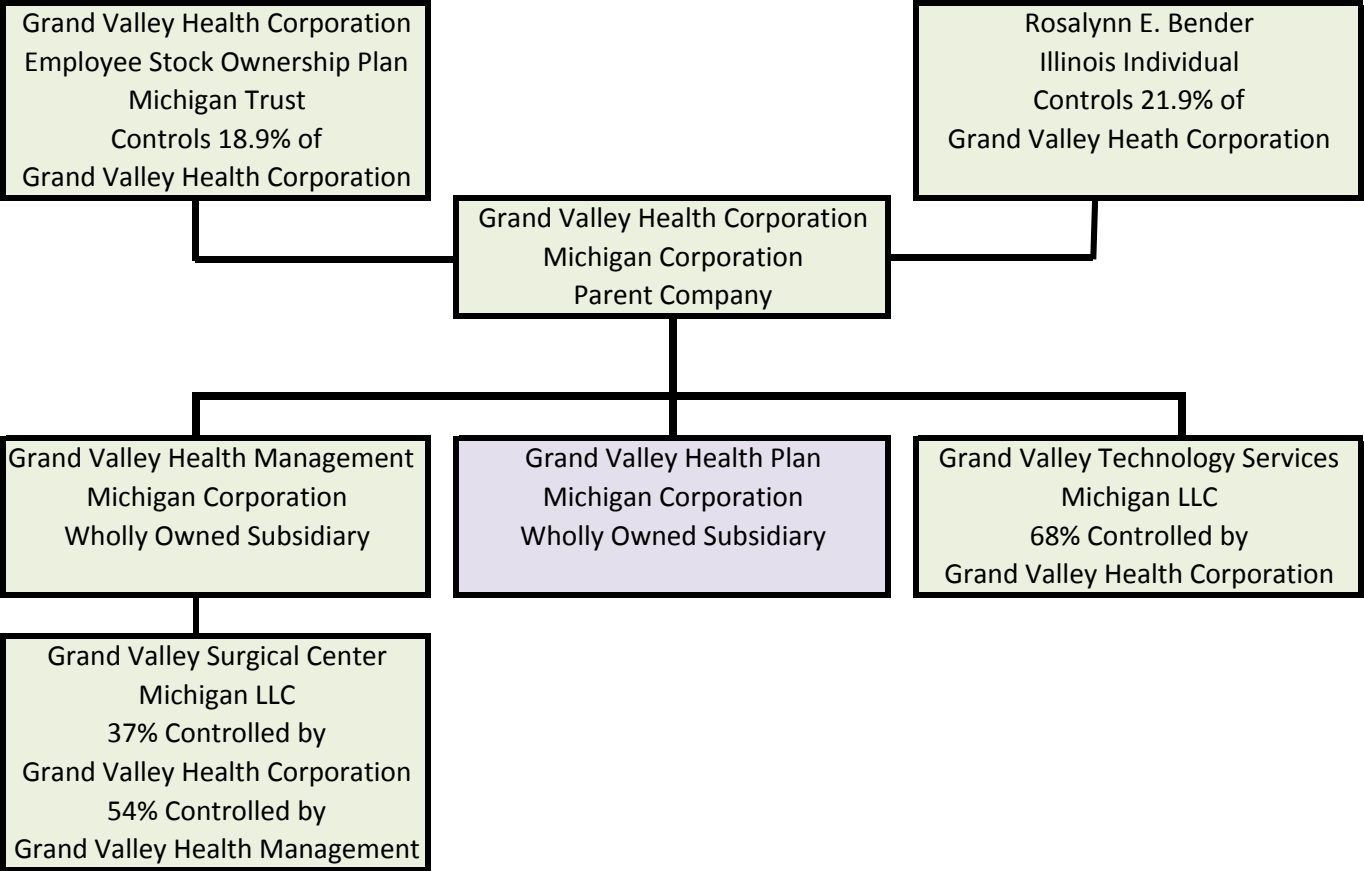 Grand Valley Health Corporation
Employee Stock Ownership Plan
Michigan Trust
Controls 18.9% of
Grand Valley Health Corporation
Rosalynn E. Bender
Illinois Individual
Controls 21.9% of
Grand Valley Heath Corporation
Grand Valley Health Corporation
Michigan Corporation
Parent Company
Grand Valley Health Management
Michigan Corporation
Wholly Owned Subsidiary
Grand Valley Health Plan
Michigan Corporation
Wholly Owned Subsidiary
Grand Valley Technology Services
Michigan LLC
68% Controlled by
Grand Valley Health Corporation
Grand Valley Surgical Center
Michigan LLC
37% Controlled by
Grand Valley Health Corporation
54% Controlled by
Grand Valley Health Management